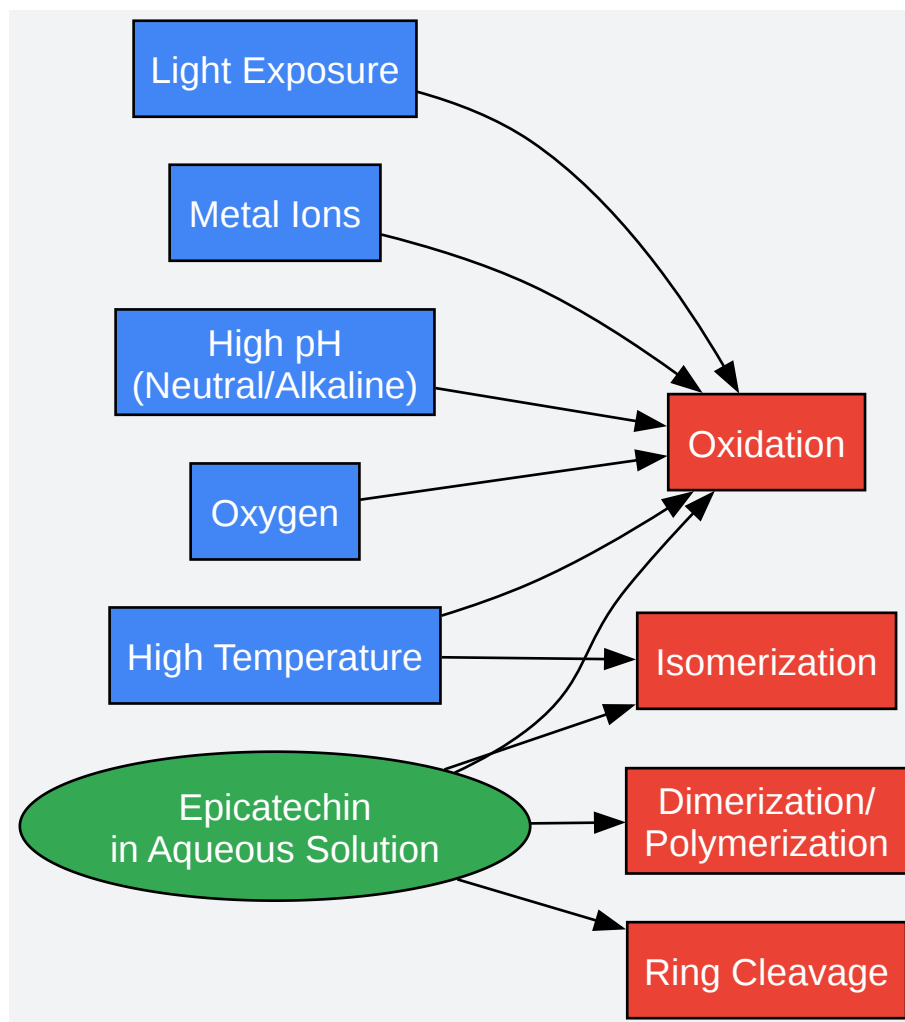 Light Exposure
Metal Ions
High pH
(Neutral/Alkaline)
Oxidation
Oxygen
High Temperature
Isomerization
Epicatechin
in Aqueous Solution
Dimerization/
Polymerization
Ring Cleavage